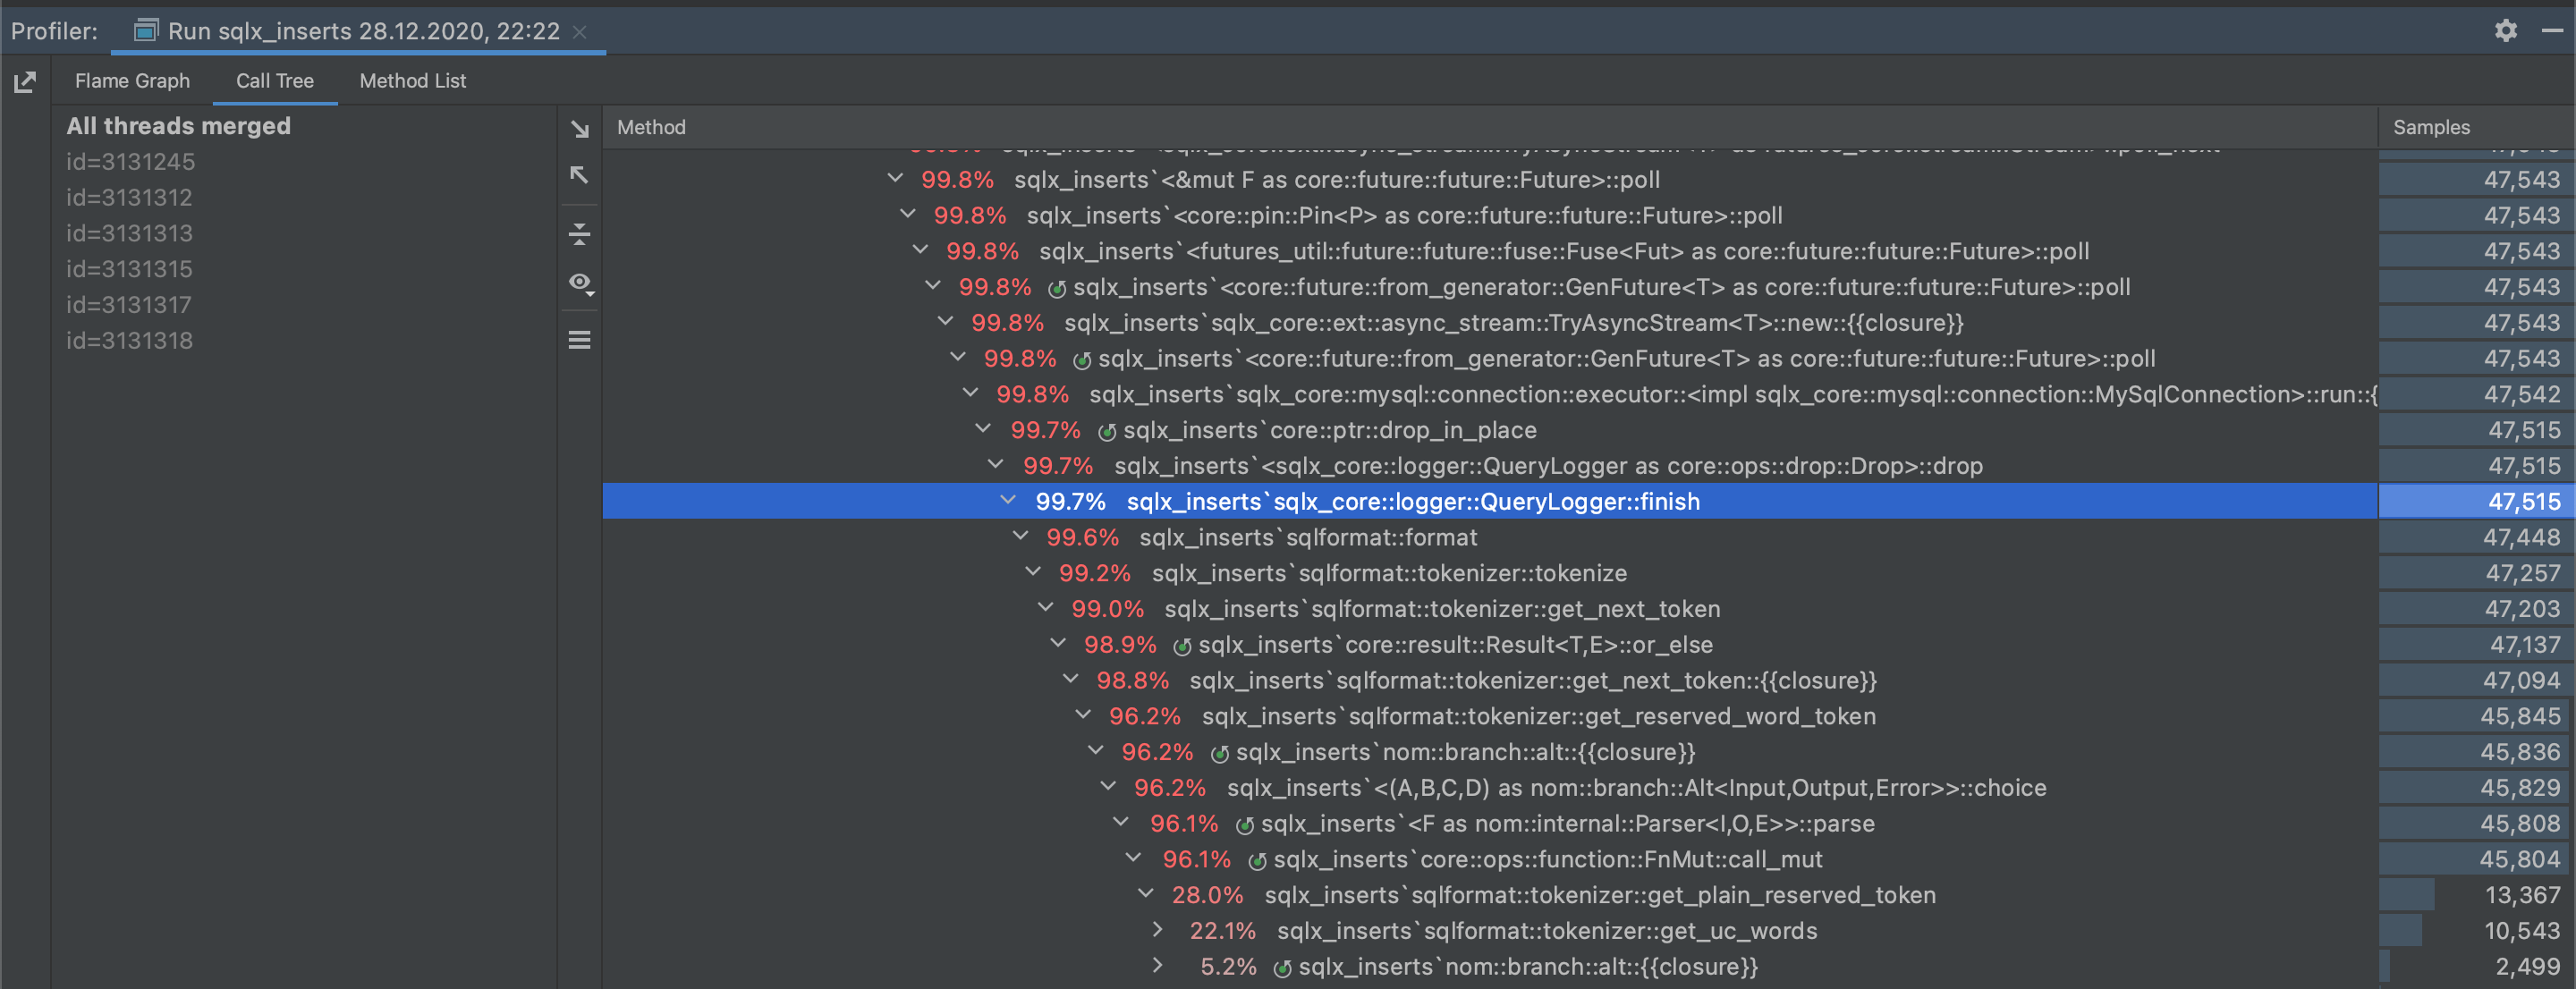 Profiler: Run sqlx_inserts 28.12.2020, 22:22
Flame Graph Call Tree Method List
All threads merged
id=3131245
id=3131312
id=3131313
id=3131315
id=3131317
id=3131318
Method Samples
99.8% sqlx_inserts`<&mut F as core::future::future::Future>::poll 47,543
99.8% sqlx_inserts`<core::pin::Pin<P> as core::future::future::Future>::poll 47,543
99.8% sqlx_inserts`<futures_util::future::future::fuse::Fuse<Fut> as core::future::future::Future>::poll 47,543
99.8% sqlx_inserts`<core::future::from_generator::GenFuture<T> as core::future::future::Future>::poll 47,543
99.8% sqlx_inserts`sqlx_core::ext::async_stream::TryAsyncStream<T>::new::{{closure}} 47,543
99.8% sqlx_inserts`<core::future::from_generator::GenFuture<T> as core::future::future::Future>::poll 47,543
99.8% sqlx_inserts`sqlx_core::mysql::connection::executor::<impl sqlx_core::mysql::connection::MySqlConnection>::run::{ 47,542
99.7% sqlx_inserts`core::ptr::drop_in_place 47,515
99.7% sqlx_inserts`<sqlx_core::logger::QueryLogger as core::ops::drop::Drop>::drop 47,515
99.7% sqlx_inserts`sqlx_core::logger::QueryLogger::finish 47,515
99.6% sqlx_inserts`sqlformat::format 47,448
99.2% sqlx_inserts`sqlformat::tokenizer::tokenize 47,257
99.0% sqlx_inserts`sqlformat::tokenizer::get_next_token 47,203
98.9% sqlx_inserts`core::result::Result<T,E>::or_else 47,137
98.8% sqlx_inserts`sqlformat::tokenizer::get_next_token::{{closure}} 47,094
96.2% sqlx_inserts`sqlformat::tokenizer::get_reserved_word_token 45,845
96.2% sqlx_inserts`nom::branch::alt::{{closure}} 45,836
96.2% sqlx_inserts`<(A,B,C,D) as nom::branch::Alt<Input,Output,Error>>::choice 45,829
96.1% sqlx_inserts`<F as nom::internal::Parser<I,O,E>>::parse 45,808
96.1% sqlx_inserts`core::ops::function::FnMut::call_mut 45,804
28.0% sqlx_inserts`sqlformat::tokenizer::get_plain_reserved_token 13,367
22.1% sqlx_inserts`sqlformat::tokenizer::get_uc_words 10,543
5.2% sqlx_inserts`nom::branch::alt::{{closure}} 2,499